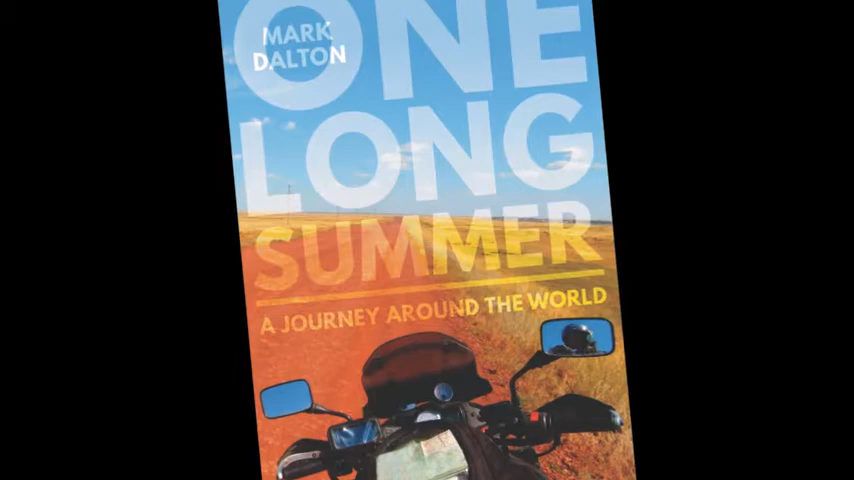 MARK
DALTON
ONE
LONG
SUMMER
A JOURNEY AROUND THE WORLD